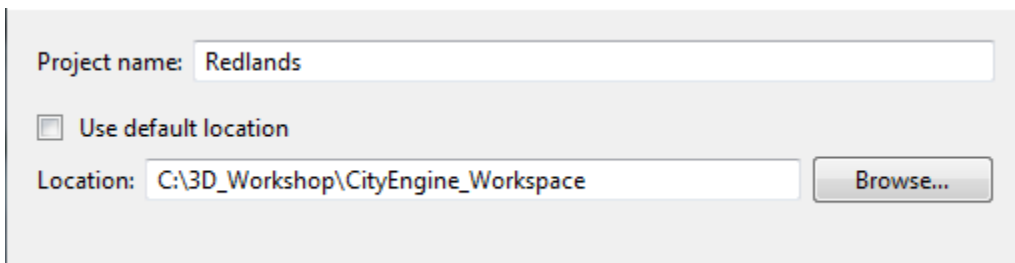 Project name: Redlands
Use default location
Location: C:\3D_Workshop\CityEngine_Workspace Browse...